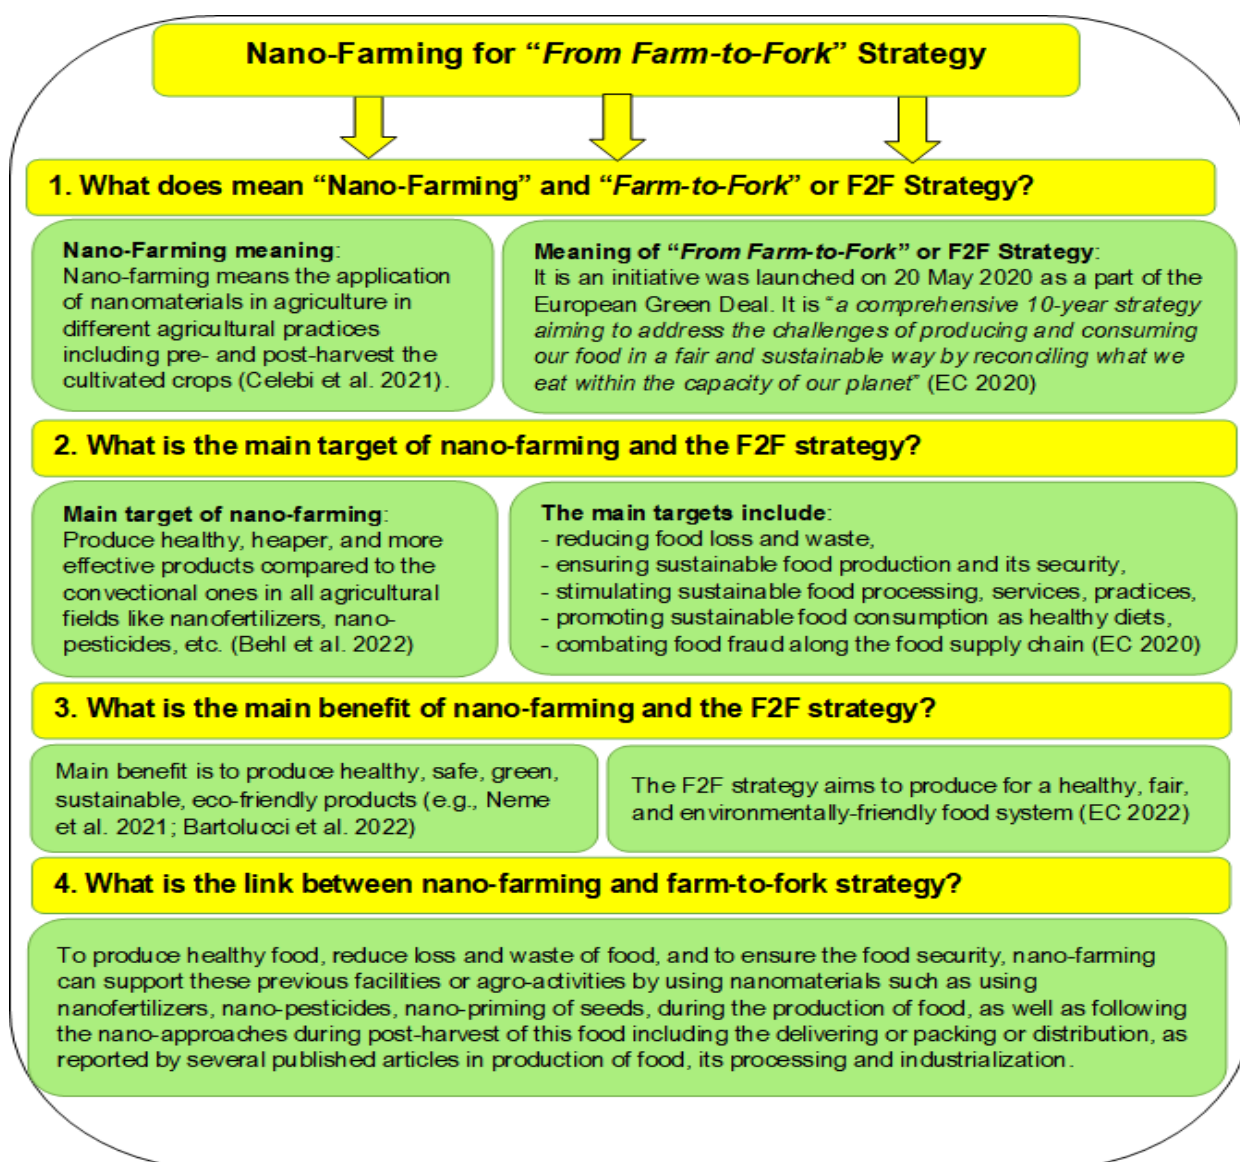 Nano-Farming for “From Farm-to-Fork” Strategy
1. What does mean “Nano-Farming” and “Farm-to-Fork” or F2F Strategy?
Nano-Farming meaning:
Nano-farming means the application
of nanomaterials in agriculture in
different agricultural practices
including pre- and post-harvest the
cultivated crops (Celebi et al. 2021).
Meaning of “From Farm-to-Fork” or F2F Strategy:
It is an initiative was launched on 20 May 2020 as a part of the
European Green Deal. It is “a comprehensive 10-year strategy
aiming to address the challenges of producing and consuming
our food in a fair and sustainable way by reconciling what we
eat within the capacity of our planet” (EC 2020)
2. What is the main target of nano-farming and the F2F strategy?
Main target of nano-farming:
Produce healthy, heaper, and more
effective products compared to the
convectional ones in all agricultural
fields like nanofertilizers, nano-
pesticides, etc. (Behl et al. 2022)
The main targets include:
- reducing food loss and waste,
- ensuring sustainable food production and its security,
- stimulating sustainable food processing, services, practices,
- promoting sustainable food consumption as healthy diets,
- combating food fraud along the food supply chain (EC 2020)
3. What is the main benefit of nano-farming and the F2F strategy?
Main benefit is to produce healthy, safe, green,
sustainable, eco-friendly products (e.g., Neme
et al. 2021; Bartolucci et al. 2022)
The F2F strategy aims to produce for a healthy, fair,
and environmentally-friendly food system (EC 2022)
4. What is the link between nano-farming and farm-to-fork strategy?
To produce healthy food, reduce loss and waste of food, and to ensure the food security, nano-farming
can support these previous facilities or agro-activities by using nanomaterials such as using
nanofertilizers, nano-pesticides, nano-priming of seeds, during the production of food, as well as following
the nano-approaches during post-harvest of this food including the delivering or packing or distribution, as
reported by several published articles in production of food, its processing and industrialization.